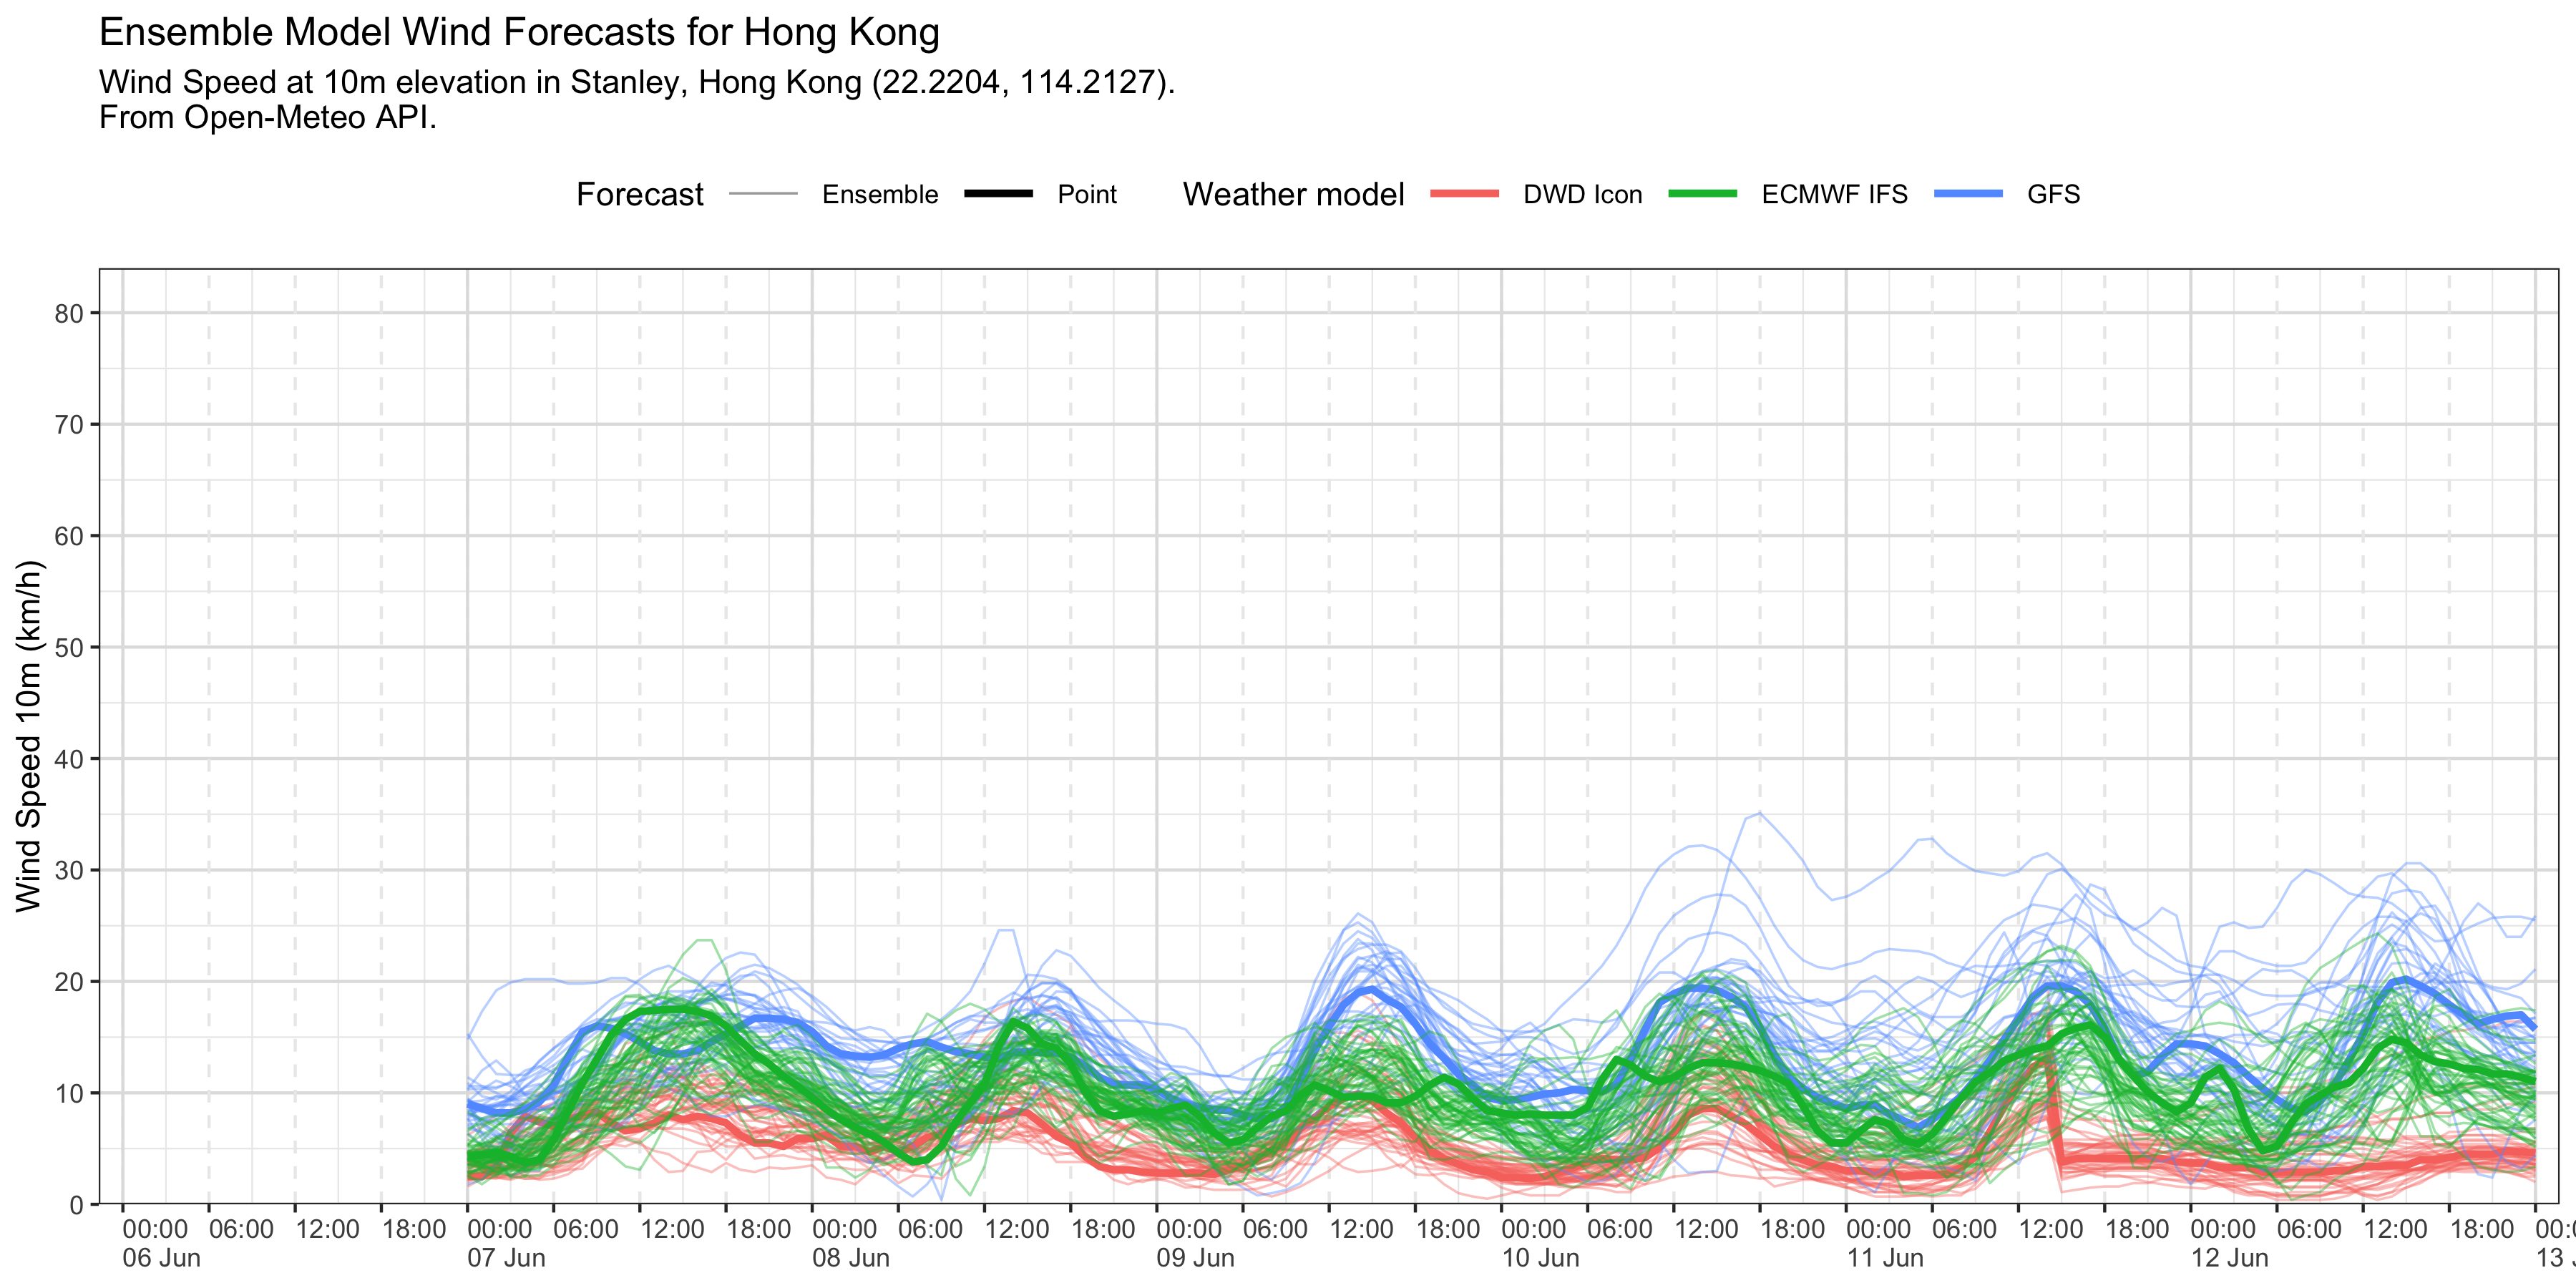 Ensemble Model Wind Forecasts for Hong Kong
Wind Speed at 10m elevation in Stanley, Hong Kong (22.2204, 114.2127).
From Open-Meteo API.
Forecast Ensemble Point Weather model DWD Icon ECMWF IFS GFS
Wind Speed 10m (km/h)
80
70
60
50
40
30
20
10
0
00:00 06:00 12:00 18:00 00:00 06:00 12:00 18:00 00:00 06:00 12:00 18:00 00:00 06:00 12:00 18:00 00:00 06:00 12:00 18:00 00:00 06:00 12:00 18:00 00:00 06:00 12:00 18:00 00:0
06 Jun 07 Jun 08 Jun 09 Jun 10 Jun 11 Jun 12 Jun 13